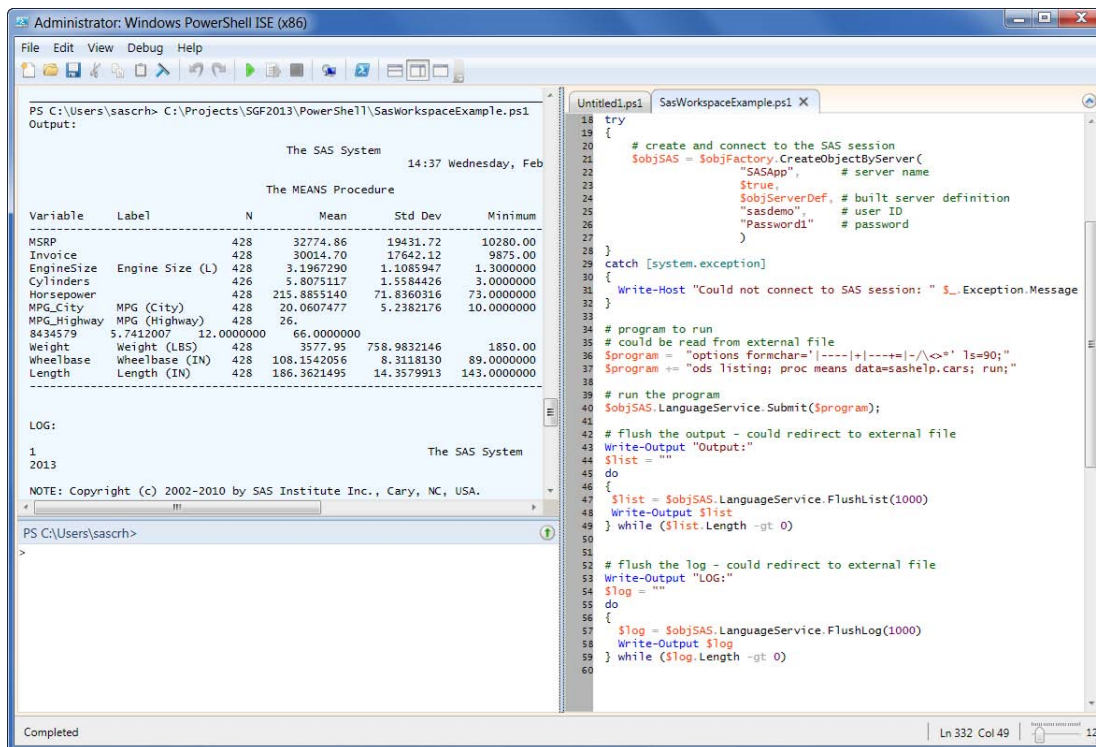 Administrator: Windows PowerShell ISE (x86)
File Edit View Debug Help
PS C:\Users\sascrh> C:\Projects\SGF2013\PowerShell\SasWorkspaceExample.ps1
Output:
The SAS System
14:37 Wednesday, Feb
The MEANS Procedure
Variable Label N Mean Std Dev Minimum
MSRP 428 32774.86 19431.72 10280.00
Invoice 428 30014.70 17642.12 9875.00
EngineSize Engine Size (L) 428 3.1967290 1.1085947 1.3000000
Cylinders 426 5.8075117 1.5584426 3.0000000
Horsepower 428 215.8855140 71.8360316 73.0000000
MPG_City MPG (City) 428 20.0607477 5.2382176 10.0000000
MPG_Highway MPG (Highway) 428 26.
8434579 5.7412007 12.0000000 66.0000000
Weight Weight (LBS) 428 3577.95 758.9832146 1850.00
Wheelbase Wheelbase (IN) 428 108.1542056 8.3118130 89.0000000
Length Length (IN) 428 186.3621495 14.3579913 143.0000000
LOG:
1 The SAS System
2013
NOTE: Copyright (c) 2002-2010 by SAS Institute Inc., Cary, NC, USA.
PS C:\Users\sascrh>
>
Untitled1.ps1 SasWorkspaceExample.ps1 X
18 try
19 {
20 # create and connect to the SAS session
21 $objSAS = $objFactory.CreateObjectByServer(
22 "SASApp", # server name
23 $true,
24 $objServerDef, # built server definition
25 "sasdemo", # user ID
26 "Password1" # password
27 )
28 }
29 catch [system.exception]
30 {
31 Write-Host "Could not connect to SAS session: " $_.Exception.Message
32 }
33
34 # program to run
35 # could be read from external file
36 $program = "options formchar='|----|+|---+=|-/\<>*' ls=90;"
37 $program += "ods listing; proc means data=sashelp.cars; run;"
38
39 # run the program
40 $objSAS.LanguageService.Submit($program);
41
42 # flush the output - could redirect to external file
43 Write-Output "Output:"
44 $list = ""
45 do
46 {
47 $list = $objSAS.LanguageService.FlushList(1000)
48 Write-Output $list
49 } while ($list.Length -gt 0)
50
51
52 # flush the log - could redirect to external file
53 Write-Output "LOG:"
54 $log = ""
55 do
56 {
57 $log = $objSAS.LanguageService.FlushLog(1000)
58 Write-Output $log
59 } while ($log.Length -gt 0)
60
Completed Ln 332 Col 49 12